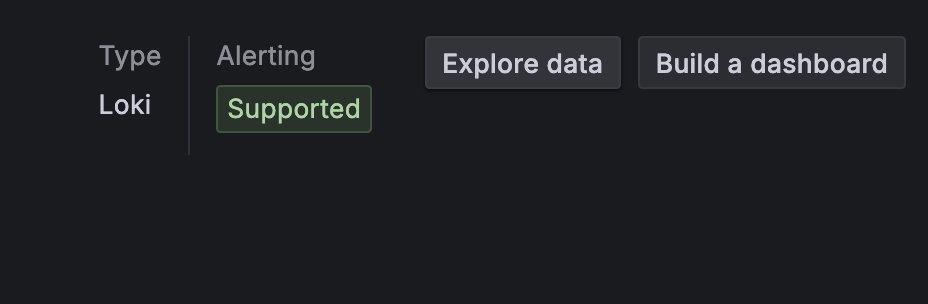 Type
Loki
Alerting
Supported
Explore data
Build a dashboard